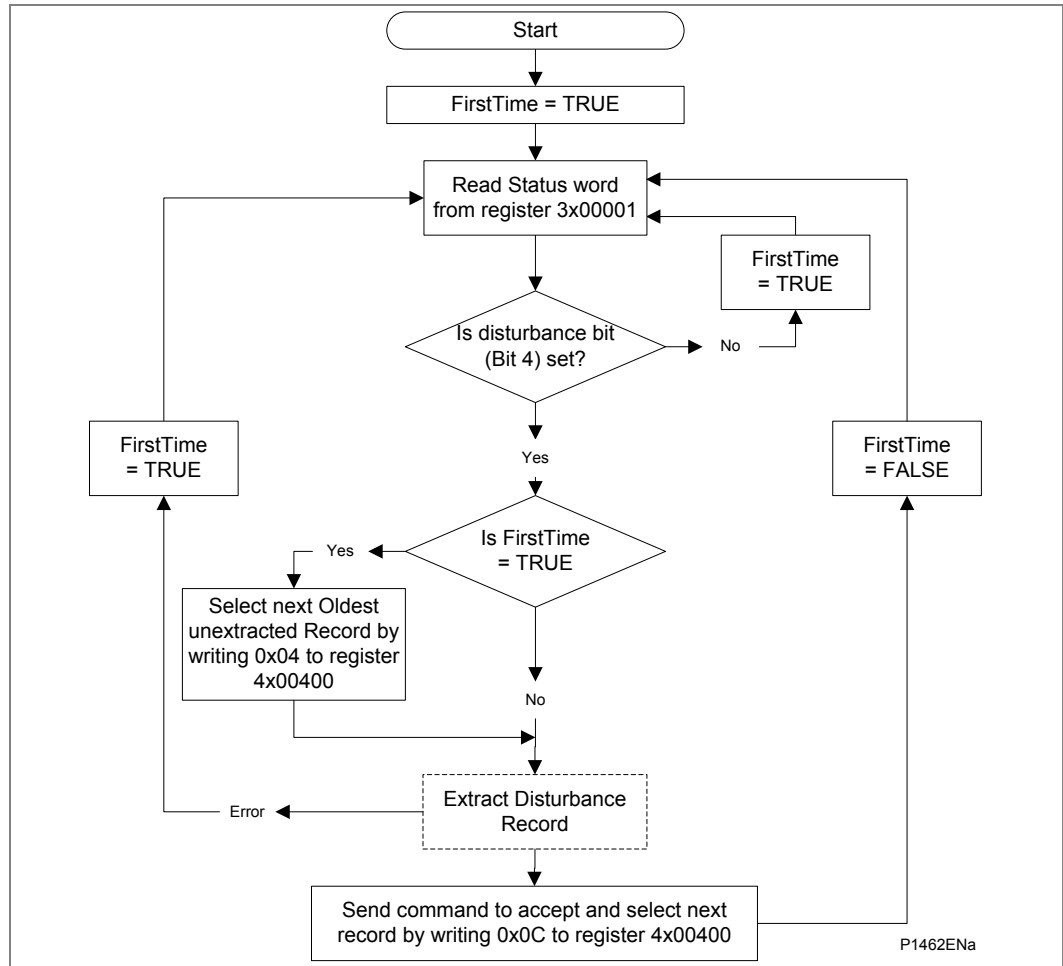 Start
FirstTime = TRUE
Read Status word
from register 3x00001
FirstTime
= TRUE
Is disturbance bit
(Bit 4) set?
No
FirstTime
= TRUE
FirstTime
= FALSE
Yes
Is FirstTime
= TRUE
Yes
Select next Oldest
unextracted Record by
writing 0x04 to register
4x00400
No
Extract Disturbance
Record
Error
Send command to accept and select next
record by writing 0x0C to register 4x00400
P1462ENa